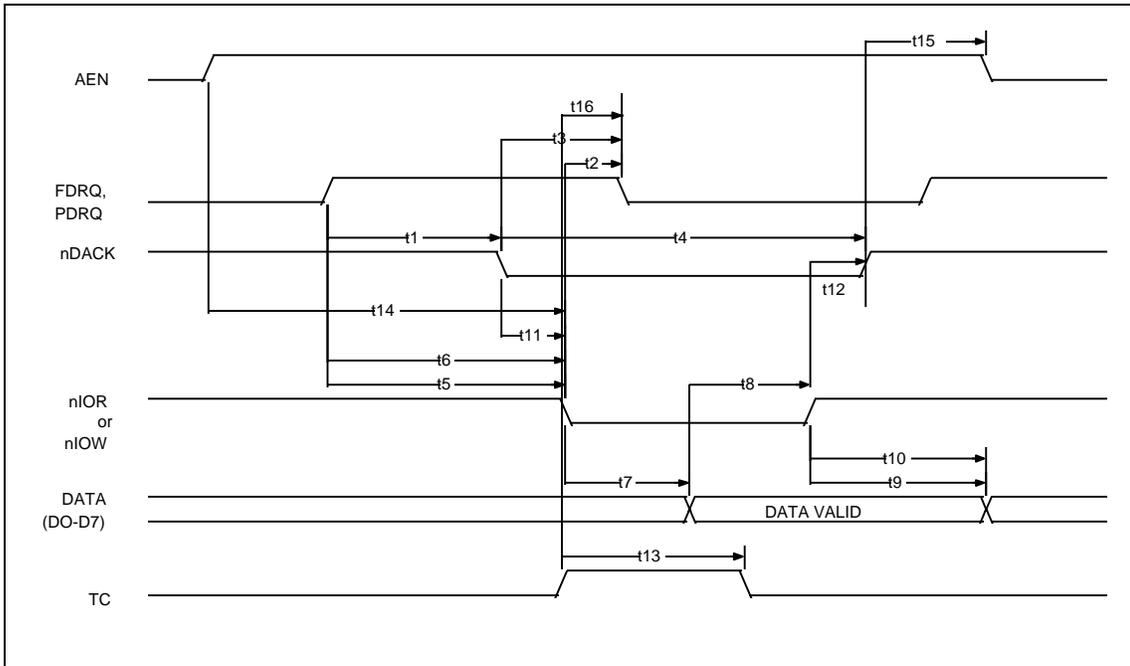 t15
AEN
t16
t3
t2
FDRQ,
PDRQ
t1
t4
nDACK
t12
t14
t11
t6
t5
t8
nIOR
or
nIOW
t10
t7
t9
DATA
(DO-D7)
DATA VALID
t13
TC